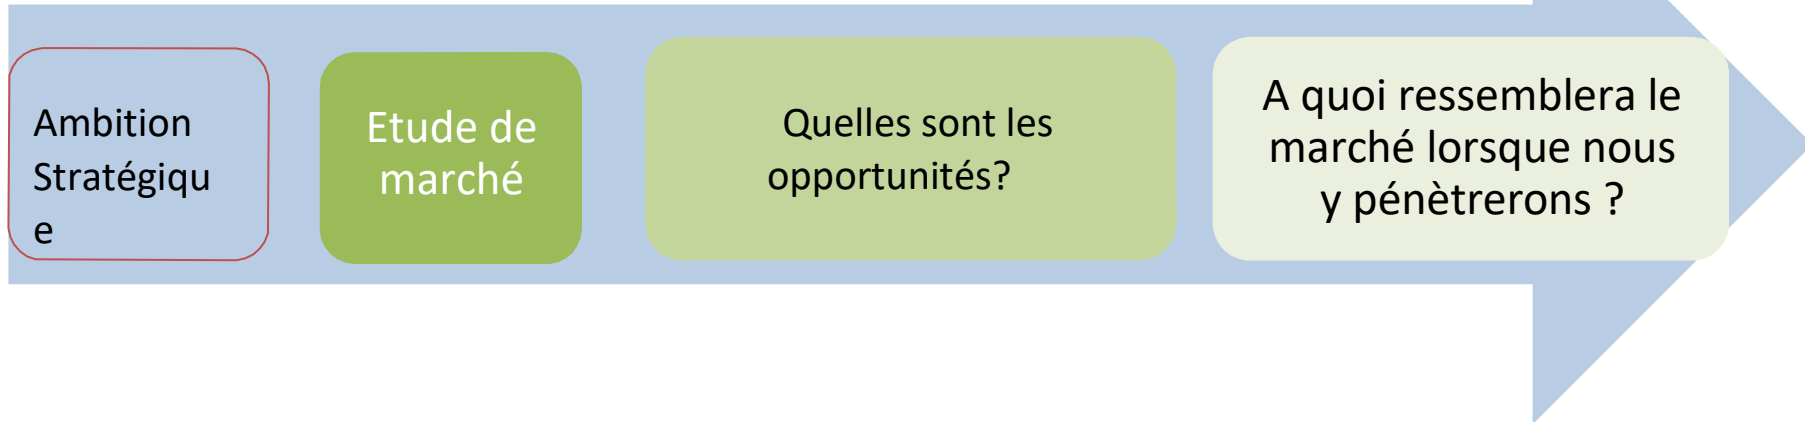 Ambition
Stratégiqu
e
Etude de
marché
Quelles sont les
opportunités?
A quoi ressemblera le
marché lorsque nous
y pénètrerons ?